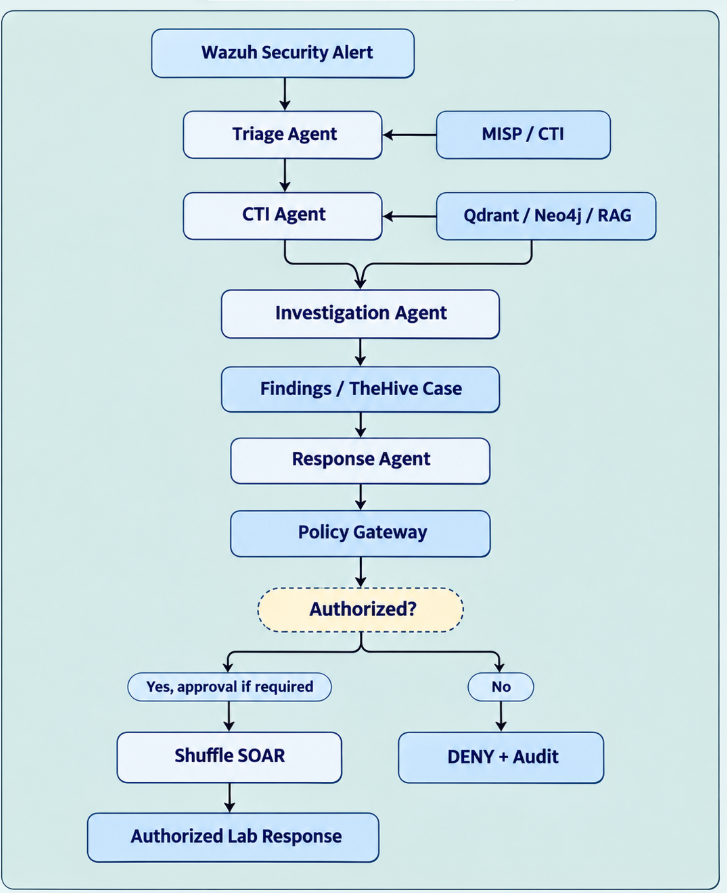 Wazuh Security Alert
Triage Agent
MISP / CTI
CTI Agent
Qdrant / Neo4j / RAG
Investigation Agent
Findings / TheHive Case
Response Agent
Policy Gateway
Authorized?
Yes, approval if required
No
Shuffle SOAR
DENY + Audit
Authorized Lab Response